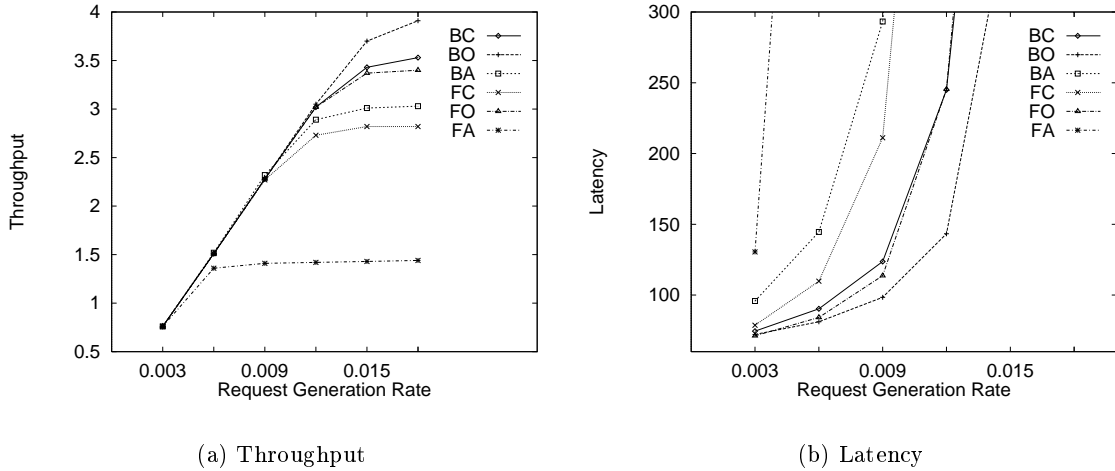 4
3.5
3
2.5
2
1.5
1
0.5
Throughput
0.003 0.009 0.015
Request Generation Rate
BC
BO
BA
FC
FO
FA
(a) Throughput
300
250
200
150
100
Latency
0.003 0.009 0.015
Request Generation Rate
BC
BO
BA
FC
FO
FA
(b) Latency